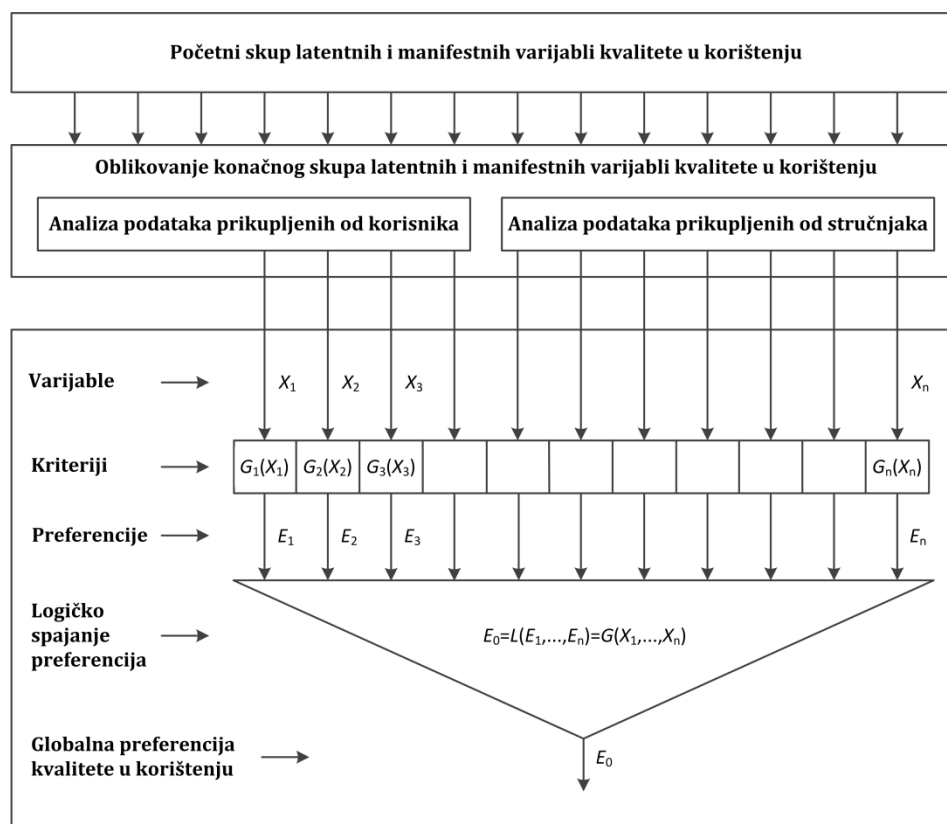 Početni skup latentnih i manifestnih varijabli kvalitete u korištenju
Oblikovanje konačnog skupa latentnih i manifestnih varijabli kvalitete u korištenju
Analiza podataka prikupljenih od korisnika
Analiza podataka prikupljenih od stručnjaka
Varijable
X1
X2
X3
Xn
Kriteriji
G1(X1)
G2(X2)
G3(X3)
Gn(Xn)
Preferencije
E1
E2
E3
En
Logičko
spajanje
preferencija
E0=L(E1,...,En)=G(X1,...,Xn)
Globalna preferencija
kvalitete u korištenju
E0